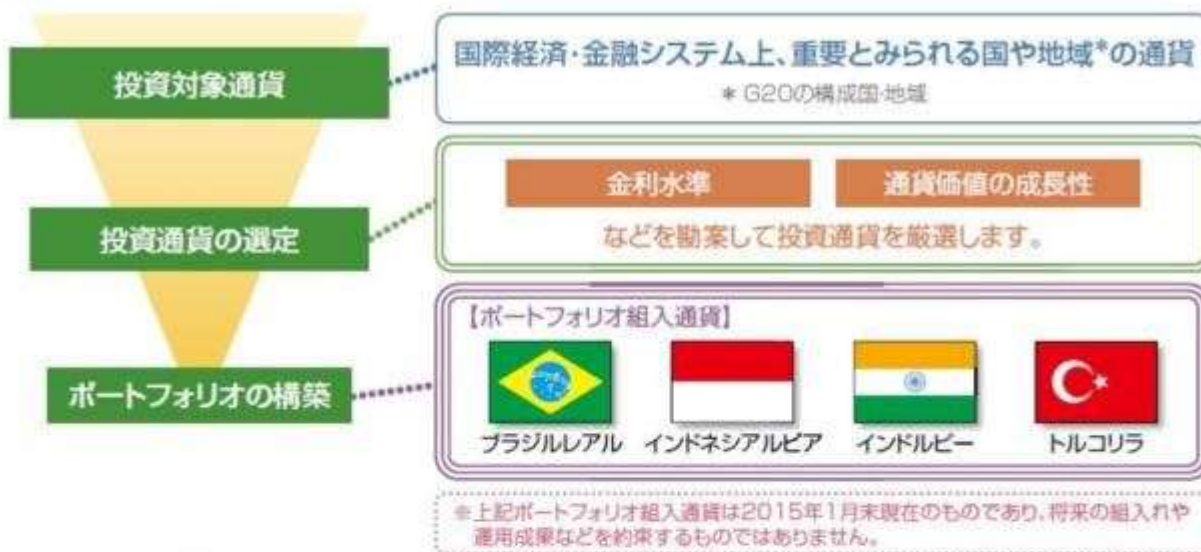 投資対象通貨
国際経済・金融システム上、重要とみられる国や地域*の通貨
* G20の構成国・地域
投資通貨の選定
金利水準
通貨価値の成長性
などを勘案して投資通貨を厳選します。
ポートフォリオの構築
【ポートフォリオ組入通貨】
ブラジルレアル
インドネシアルピア
インドルピー
トルコリラ
※上記ポートフォリオ組入通貨は2015年1月末現在のものであり、将来の組入れや
運用成果などを約束するものではありません。